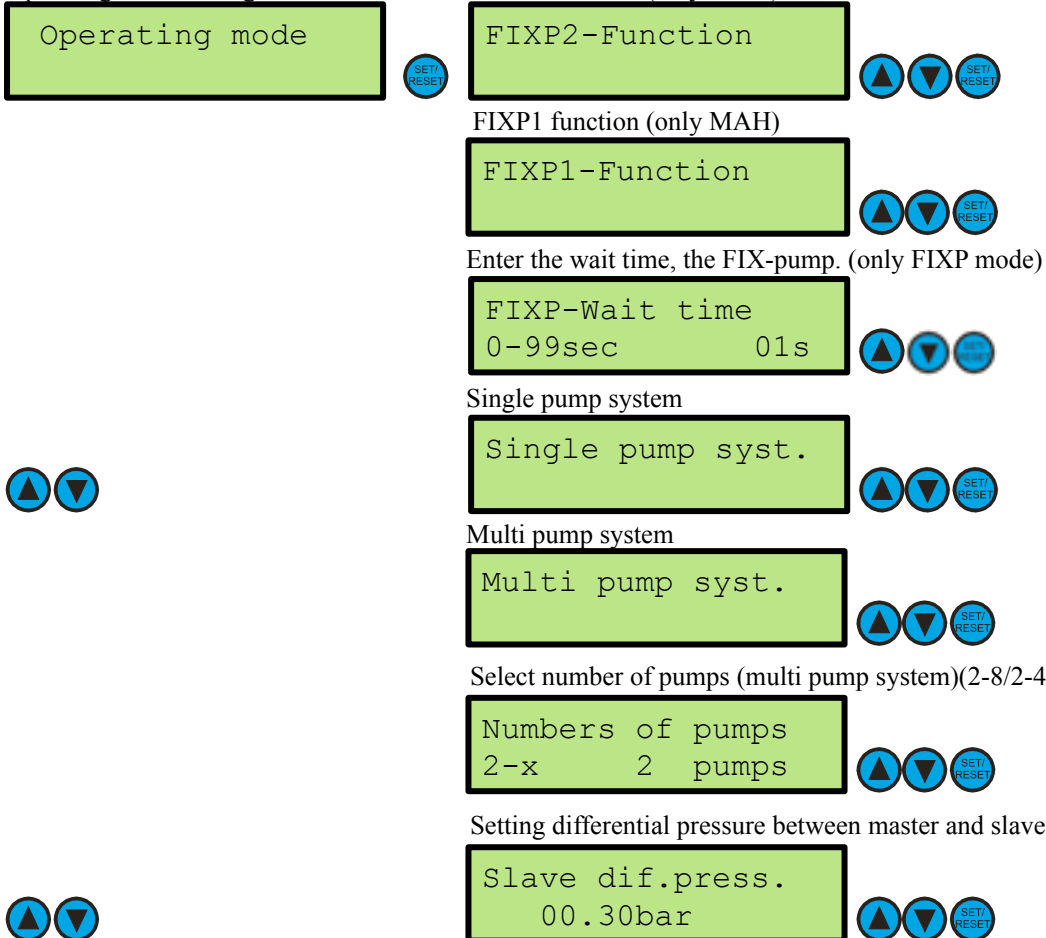 Operating mode
SET/
RESET
FIXP2-Function
SET/
RESET
FIXP1 function (only MAH)
FIXP1-Function
SET/
RESET
Enter the wait time, the FIX-pump. (only FIXP mode)
FIXP-Wait time
0-99sec 01s
Single pump system
Single pump syst.
SET/
RESET
Multi pump system
Multi pump syst.
SET/
RESET
Select number of pumps (multi pump system)(2-8/2-4
Numbers of pumps
2-x 2 pumps
SET/
RESET
Setting differential pressure between master and slave
Slave dif.press.
00.30bar
SET/
RESET